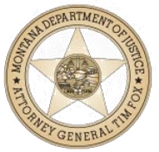 MONTANA DEPARTMENT OF JUSTICE
ATTORNEY GENERAL TIM FOX